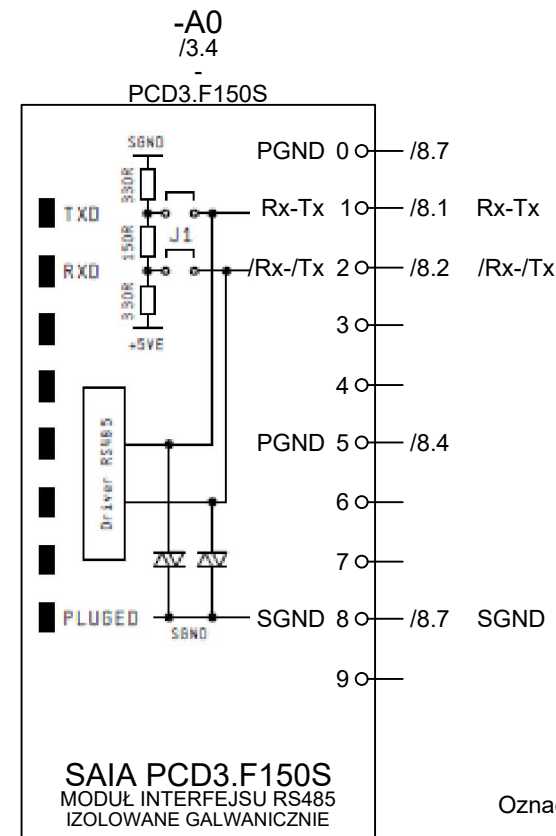 -A0
/3.4
-
PCD3.F150S
SGND
330R
PGND 0 /8.7
TXD
Rx-Tx 1 /8.1 Rx-Tx
150R
J1
RXD
/Rx-/Tx 2 /8.2 /Rx-/Tx
330R
3
+5VE
4
Driver RS485
PGND 5 /8.4
6
7
PLUGED
SGND
SGND 8 /8.7 SGND
9
SAIA PCD3.F150S
MODUŁ INTERFEJSU RS485
IZOLOWANE GALWANICZNIE